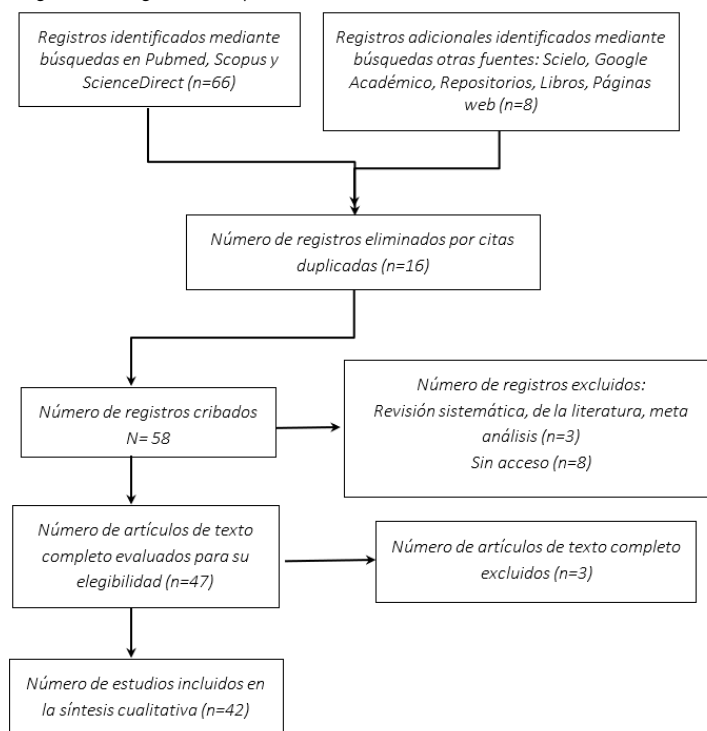 Registros identificados mediante
búsquedas en Pubmed, Scopus y
ScienceDirect (n=66)
Registros adicionales identificados mediante
búsquedas otras fuentes: Scielo, Google
Académico, Repositorios, Libros, Páginas
web (n=8)
Número de registros eliminados por citas
duplicadas (n=16)
Número de registros cribados
N= 58
Número de registros excluidos:
Revisión sistemática, de la literatura, meta
análisis (n=3)
Sin acceso (n=8)
Número de artículos de texto
completo evaluados para su
elegibilidad (n=47)
Número de artículos de texto completo
excluidos (n=3)
Número de estudios incluidos en
la síntesis cualitativa (n=42)